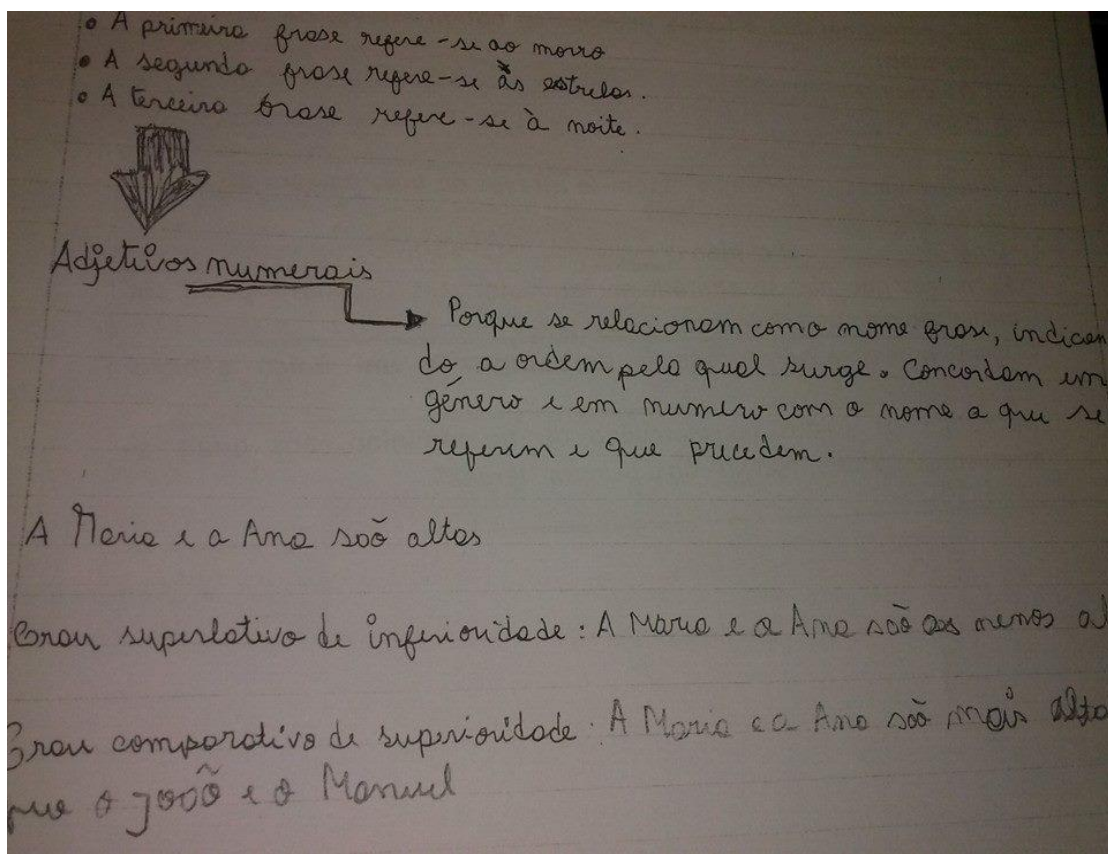 • A primeira frase refere-se ao morro
• A segunda frase refere-se às estrelas.
• A terceira frase refere-se à noite.
Adjetivos numerais
Porque se relacionam com o nome frase, indican
do a ordem pela qual surge. Concordam em
género e em numero com o nome a que se
referem e que precedem.
A Maria e a Ana são altas
Grau superlativo de inferioridade: A Maria e a Ana são as menos al
Grau comparativo de superioridade: A Maria e a Ana são mais alta
que o João e o Manuel